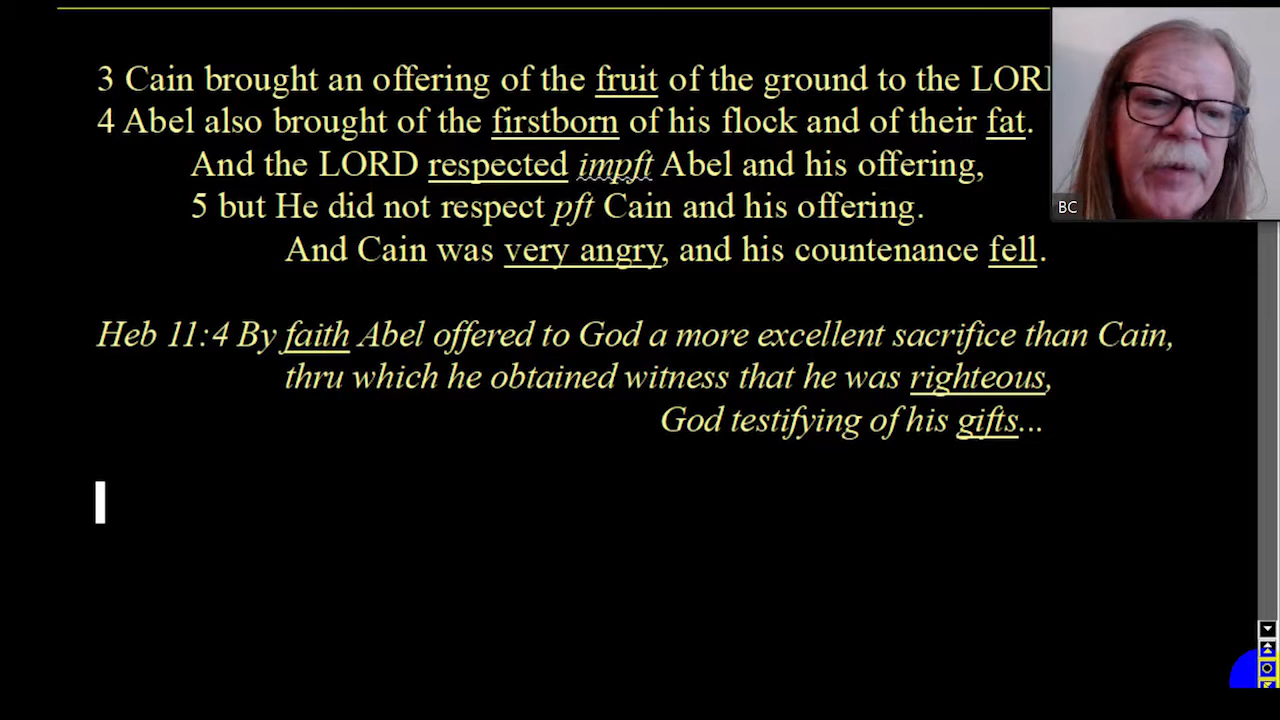 3 Cain brought an offering of the fruit of the ground to the LOR
4 Abel also brought of the firstborn of his flock and of their fat.
And the LORD respected impft Abel and his offering,
5 but He did not respect pft Cain and his offering.
And Cain was very angry, and his countenance fell.
Heb 11:4 By faith Abel offered to God a more excellent sacrifice than Cain,
thru which he obtained witness that he was righteous,
God testifying of his gifts...
BC